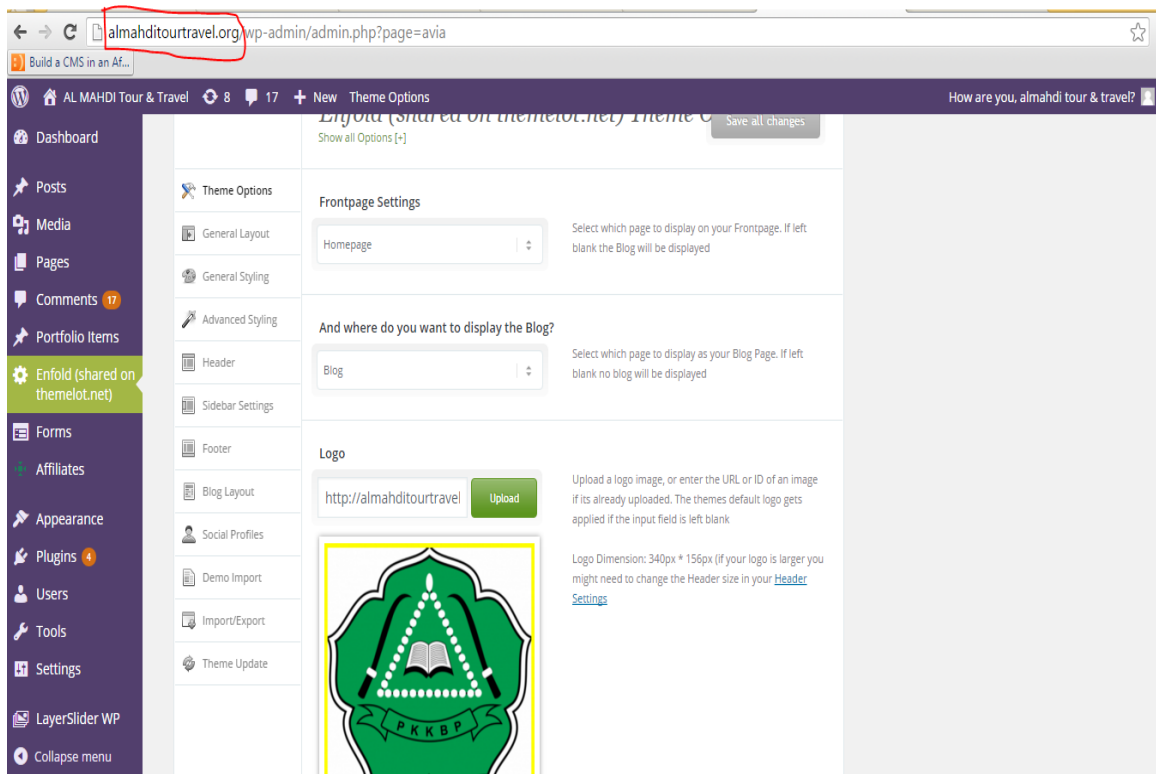 almahditourtravel.org/wp-admin/admin.php?page=avia
Build a CMS in an Af...
AL MAHDI Tour & Travel 8 17 + New Theme Options How are you, almahdi tour & travel?
Dashboard
Posts
Media
Pages
Comments 17
Portfolio Items
Enfold (shared on
themelot.net)
Forms
Affiliates
Appearance
Plugins 4
Users
Tools
Settings
LayerSlider WP
Collapse menu
Enfold (shared on themelot.net) Theme
Save all changes
Show all Options [+]
Theme Options
General Layout
General Styling
Advanced Styling
Header
Sidebar Settings
Footer
Blog Layout
Social Profiles
Demo Import
Import/Export
Theme Update
Frontpage Settings
Homepage
Select which page to display on your Frontpage. If left
blank the Blog will be displayed
And where do you want to display the Blog?
Blog
Select which page to display as your Blog Page. If left
blank no blog will be displayed
Logo
http://almahditourtravel
Upload
Upload a logo image, or enter the URL or ID of an image
if its already uploaded. The themes default logo gets
applied if the input field is left blank
Logo Dimension: 340px * 156px (if your logo is larger you
might need to change the Header size in your Header
Settings
PKKBP